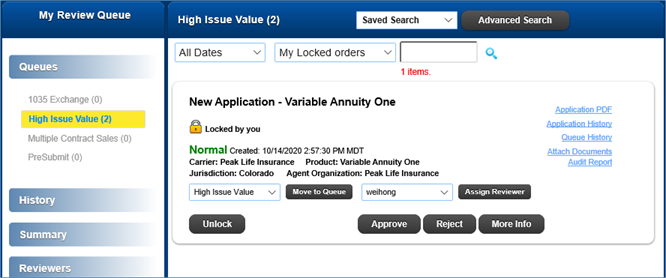 My Review Queue
Queues
1035 Exchange (0)
High Issue Value (2)
Multiple Contract Sales (0)
PreSubmit (0)
History
Summary
Reviewers
High Issue Value (2)
Saved Search
Advanced Search
All Dates
My Locked orders
1 items.
New Application - Variable Annuity One
Locked by you
Normal Created: 10/14/2020 2:57:30 PM MDT
Carrier: Peak Life Insurance Product: Variable Annuity One
Jurisdiction: Colorado Agent Organization: Peak Life Insurance
High Issue Value
Move to Queue
weihong
Assign Reviewer
Unlock
Approve
Reject
More Info
Application PDF
Application History
Queue History
Attach Documents
Audit Report